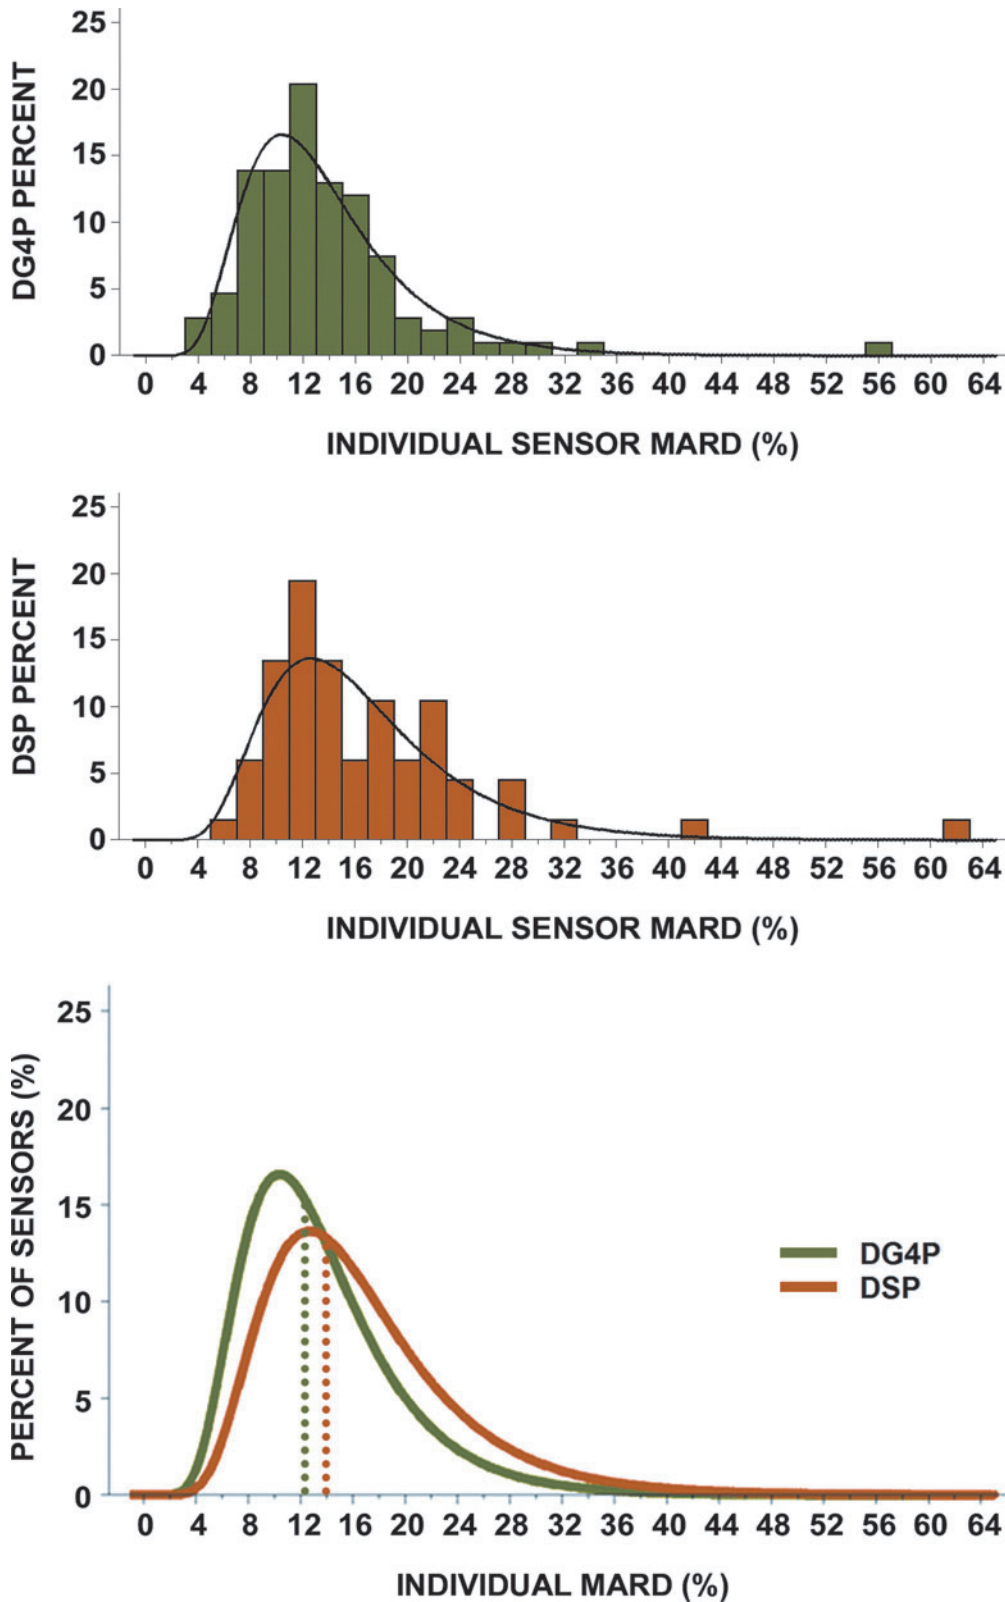 DG4P PERCENT
25
20
15
10
5
0
0 4 8 12 16 20 24 28 32 36 40 44 48 52 56 60 64
INDIVIDUAL SENSOR MARD (%)
DSP PERCENT
25
20
15
10
5
0
0 4 8 12 16 20 24 28 32 36 40 44 48 52 56 60 64
INDIVIDUAL SENSOR MARD (%)
PERCENT OF SENSORS (%)
25
20
15
10
5
0
DG4P
DSP
0 4 8 12 16 20 24 28 32 36 40 44 48 52 56 60 64
INDIVIDUAL MARD (%)